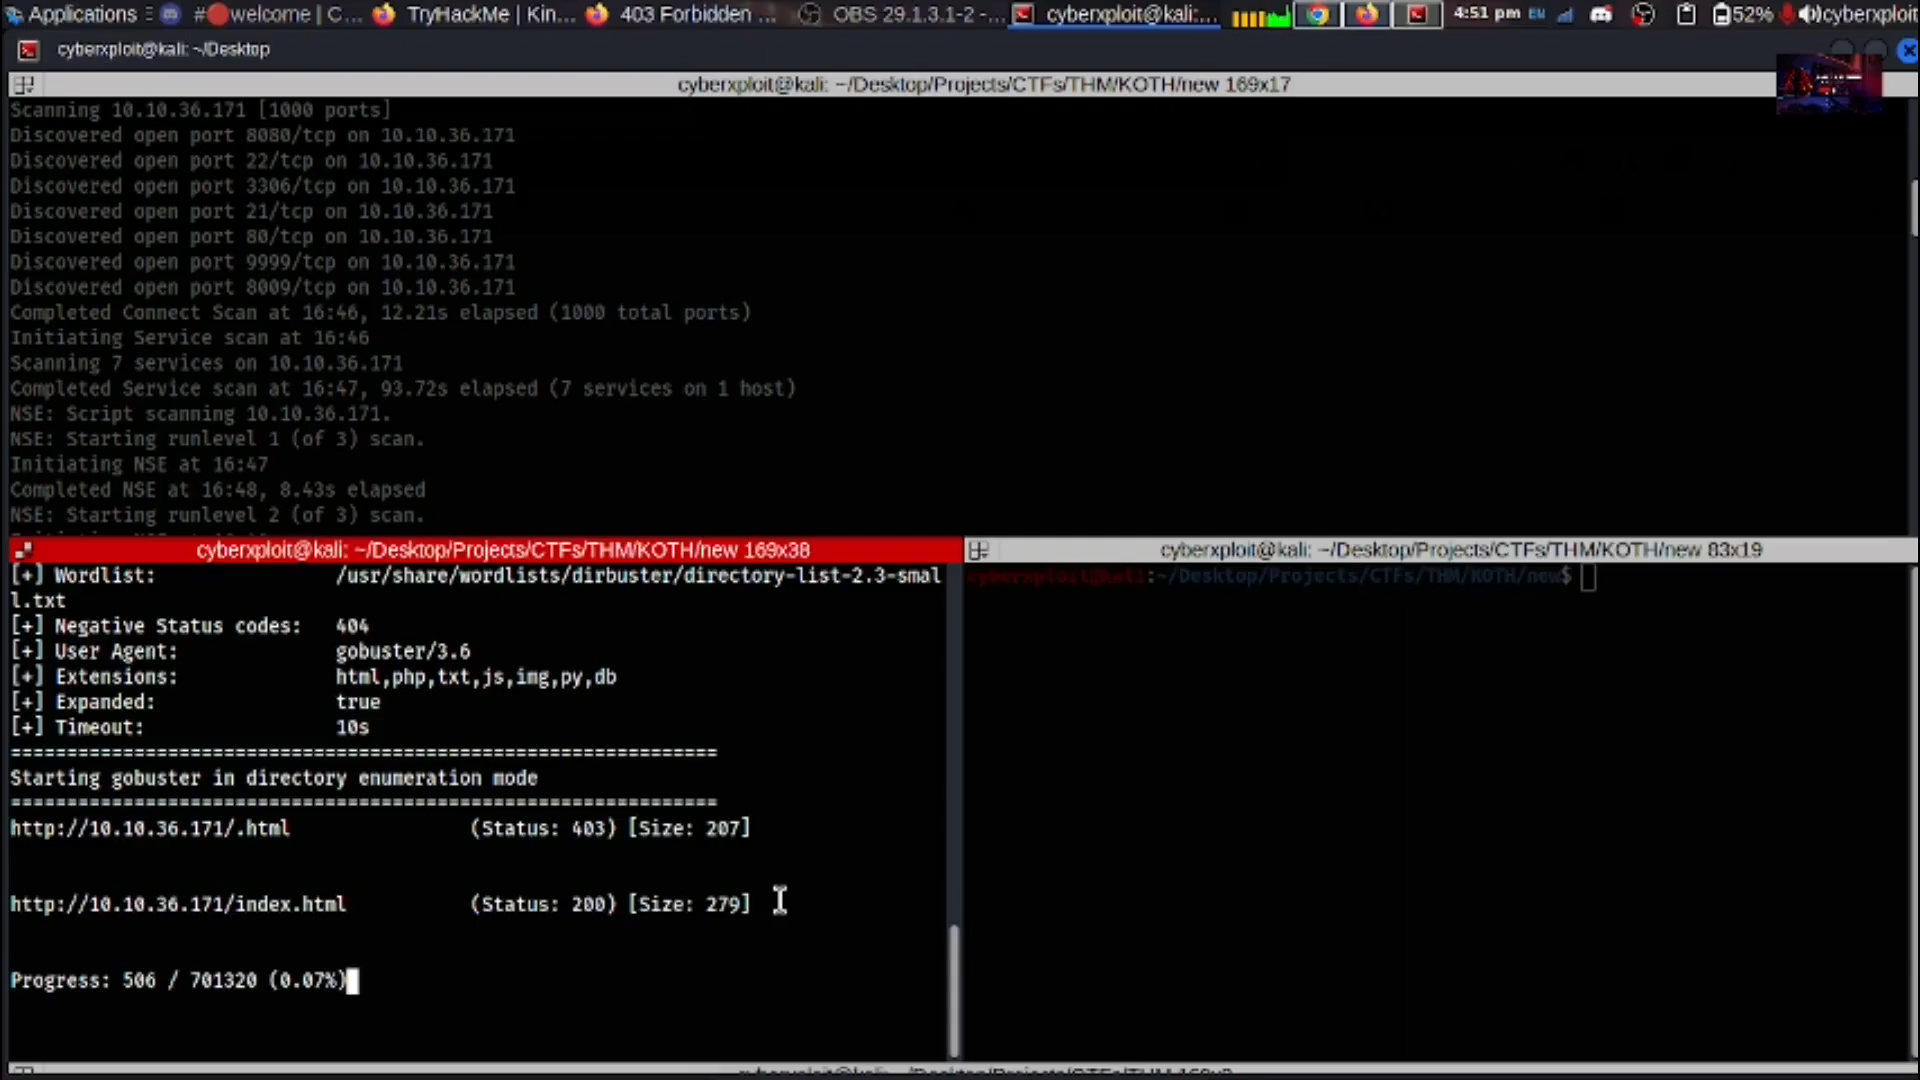 Applications
#welcome | C...
TryHackMe | Kin...
403 Forbidden ...
OBS 29.1.3.1-2 -...
cyberxploit@kali:...
4:51 pm
EN
52%
cyberxploit
cyberxploit@kali: ~/Desktop
cyberxploit@kali: ~/Desktop/Projects/CTFs/THM/KOTH/new 169x17
Scanning 10.10.36.171 [1000 ports]
Discovered open port 8080/tcp on 10.10.36.171
Discovered open port 22/tcp on 10.10.36.171
Discovered open port 3306/tcp on 10.10.36.171
Discovered open port 21/tcp on 10.10.36.171
Discovered open port 80/tcp on 10.10.36.171
Discovered open port 9999/tcp on 10.10.36.171
Discovered open port 8009/tcp on 10.10.36.171
Completed Connect Scan at 16:46, 12.21s elapsed (1000 total ports)
Initiating Service scan at 16:46
Scanning 7 services on 10.10.36.171
Completed Service scan at 16:47, 93.72s elapsed (7 services on 1 host)
NSE: Script scanning 10.10.36.171.
NSE: Starting runlevel 1 (of 3) scan.
Initiating NSE at 16:47
Completed NSE at 16:48, 8.43s elapsed
NSE: Starting runlevel 2 (of 3) scan.
cyberxploit@kali: ~/Desktop/Projects/CTFs/THM/KOTH/new 169x38
[+] Wordlist: /usr/share/wordlists/dirbuster/directory-list-2.3-smal
l.txt
[+] Negative Status codes: 404
[+] User Agent: gobuster/3.6
[+] Extensions: html,php,txt,js,img,py,db
[+] Expanded: true
[+] Timeout: 10s
===============================================================
Starting gobuster in directory enumeration mode
===============================================================
http://10.10.36.171/.html (Status: 403) [Size: 207]
http://10.10.36.171/index.html (Status: 200) [Size: 279]
Progress: 506 / 701320 (0.07%)
cyberxploit@kali: ~/Desktop/Projects/CTFs/THM/KOTH/new 83x19
cyberxploit@kali:~/Desktop/Projects/CTFs/THM/KOTH/new$